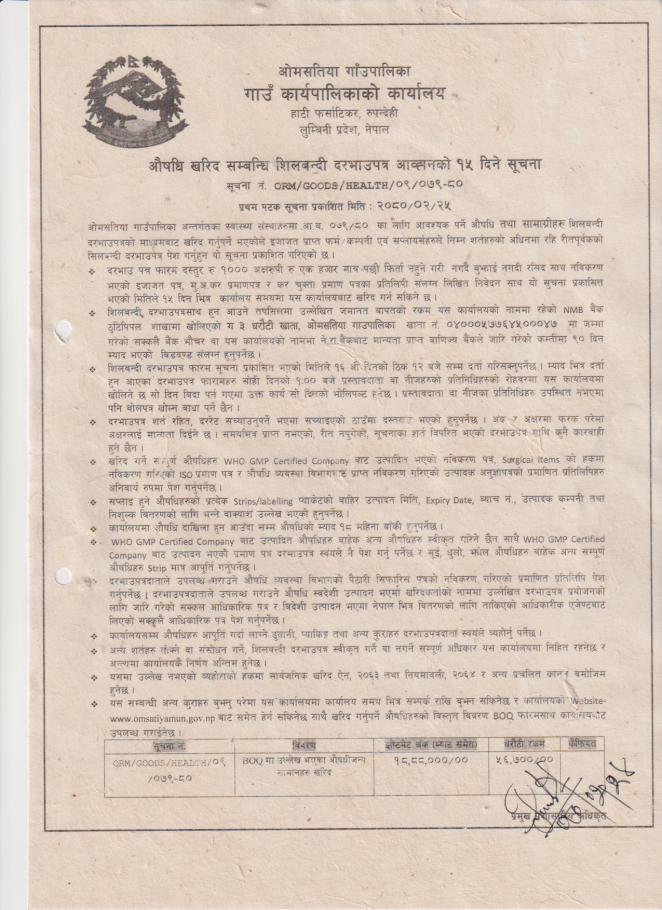 ओमसतिया गाँउपालिका
गाउँ कार्यपालिकाको कार्यालय
हाटी फर्साटिकर, रुपन्देही
लुम्बिनी प्रदेश, नेपाल
औषधि खरिद सम्बन्धि शिलबन्दी दरभाउपत्र आव्हानको १५ दिने सूचना
सूचना नं. ORM/GOODS/HEALTH/०९/०७९-८०
प्रथम पटक सूचना प्रकाशित मिति : २०८०/०२/२५
ओमसतिया गाउँपालिका अन्तर्गतका स्वास्थ्य संस्थाहरुमा आ.व. ०७९/८० का लागि आवश्यक पर्ने औषधि तथा सामाग्रीहरु शिलबन्दी
दरभाउपत्रको माध्यमबाट खरिद गर्नुपर्ने भएकोले इजाजत प्राप्त फर्म/कम्पनी एवं सप्लायर्सहरुले निम्न शर्तहरुको अधिनमा रहि रीतपूर्वकको
सिलबन्दी दरभाउपत्र पेश गर्नुहुन यो सूचना प्रकाशित गरिएको छ ।
❖ दरभाउ पत्र फारम दस्तुर रु १००० अक्षरुपी रु एक हजार मात्र पछी फिर्ता नहुने गरी नगदै बुझाई नगदी रसिद साथ नविकरण
भएको इजाजत पत्र, मू.अ.कर प्रमाणपत्र र कर चुक्ता प्रमाण पत्रका प्रतिलिपी संलग्न लिखित निवेदन साथ यो सूचना प्रकाशित
भएको मितिले १५ दिन भित्र कार्यालय समयमा यस कार्यालयबाट खरिद गर्न सकिने छ ।
❖ शिलबन्दी दरभाउपत्रसाथ हुन आउने तपसिलमा उल्लेखित जमानत बापतको रकम यस कार्यालयको नाममा रहेको NMB बैंक
ठुटिपिपल शाखामा खोलिएको ग ३ धरौटी खाता, ओमसतिया गाउपालिका खाता नं. ०४०००५७७६४५०००४७ मा जम्मा
गरेको सक्कलै बैंक भौचर वा यस कार्यालयको नाममा ने.रा.बैंकबाट मान्यता प्राप्त बाणिज्य बैंकले जारि गरेको कम्तीमा ९० दिन
म्याद भएको बिडबण्ड संलग्न हुनुपर्नेछ ।
❖ शिलबन्दी दरभाउपत्र फारम सूचना प्रकाशित भएको मितिले १६ औं दिनको ठिक १२ बजे सम्म दर्ता गरिसक्नुपर्नेछ । म्याद भित्र दर्ता
हुन आएका दरभाउपत्र फारामहरु सोही दिनको १:०० बजे प्रस्तावदाता वा नीजहरुको प्रतिनिधिहरुको रोहवरमा यस कार्यालयमा
खोलिने छ सो दिन बिदा पर्न गएमा उक्त कार्य सो दिनको भोलिपल्ट हुनेछ । प्रस्तावदाता वा नीजका प्रतिनिधिहरु उपस्थित नभएमा
पनि बोलपत्र खोल्न बाधा पर्ने छैन ।
❖ दरभाउपत्र शर्त रहित, दररेट सच्याउनुपर्ने भएमा सच्याइएको ठाउँमा दस्तखत भएको हुनुपर्नेछ । अंक र अक्षरमा फरक परेमा
अक्षरलाई मान्यता दिईने छ । समयभित्र प्राप्त नभएको, रीत नपुगेको, सूचनाका शर्त विपरित भएको दरभाउपत्र माथि कुनै कारवाही
हुने छैन ।
❖ खरिद गर्ने सम्पूर्ण औषधिहरु WHO GMP Certified Company बाट उत्पादित भएको नविकरण पत्र, Surgical Items को हकमा
नविकरण गरिएको ISO प्रमाण पत्र र औषधि व्यवस्था विभागबाट प्राप्त नविकरण गरिएको उत्पादक अनुज्ञापत्रको प्रमाणित प्रतिलिपिहरु
अनिवार्य रुपमा पेश गर्नुपर्नेछ ।
❖ सप्लाइ हुने औषधिहरुको प्रत्येक Strips/labelling प्याकेटको बाहिर उत्पादन मिति, Expiry Date, ब्याच नं., उत्पादक कम्पनी तथा
निशुल्क बितरणको लागि भन्ने वाक्यांश उल्लेख भएको हुनुपर्नेछ ।
❖ कार्यालयमा औषधि दाखिला हुन आउँदा सम्म औषधिको म्याद १८ महिना बाँकी हुनुपर्नेछ ।
❖ WHO GMP Certified Company बाट उत्पादित औषधिहरु बाहेक अन्य औषधिहरु स्वीकृत गरिने छैन साथै WHO GMP Certified
Company बाट उत्पादन भएकै प्रमाण पत्र दरभाउपत्र स्वयंले नै पेश गर्नु पर्नेछ र सुई, धुलो, झोल औषधिहरु बाहेक अन्य सम्पूर्ण
औषधिहरु Strip मात्र आपूर्ति गर्नुपर्नेछ ।
दरभाउपत्रदाताले उपलब्ध गराउने औषधि व्यवस्था विभागको पैठारी सिफारिस पत्रको नविकरण गरिएको प्रमाणित प्रतिलिपि पेश
गर्नुपर्नेछ । दरभाउपत्रदाताले उपलब्ध गराउने औषधि स्वदेशी उत्पादन भएमा खरिदकर्ताको नाममा उल्लेखित दरभाउपत्र प्रयोजनको
लागि जारि गरेको सक्कल आधिकारिक पत्र र बिदेशी उत्पादन भएमा नेपाल भित्र बितरणको लागि ताकिएको आधिकारीक एजेण्टबाट
लिएको सक्कलै आधिकारिक पत्र पेश गर्नुपर्नेछ ।
❖ कार्यालयसम्म औषधिहरु आपूर्ति गर्दा लाग्ने दुवानी, प्याकिङ्ग तथा अन्य कुराहरु दरभाउपत्रदाता स्वयंले व्यहोर्नु पर्नेछ ।
❖ अन्य शर्तहरु तोक्ने वा संसोधन गर्ने, शिलबन्दी दरभाउपत्र स्वीकृत गर्ने वा नगर्ने सम्पूर्ण अधिकार यस कार्यालयमा निहित रहनेछ र
अन्त्यमा कार्यालयकै निर्णय अन्तिम हुनेछ ।
❖ यसमा उल्लेख नभएको व्यहोराको हकमा सार्वजनिक खरिद ऐन, २०६३ तथा नियमावली, २०६४ र अन्य प्रचलित कानुन बमोजिम
हुनेछ ।
❖ यस सम्बन्धी अन्य कुराहरु बुझ्नु परेमा यस कार्यालयमा कार्यालय समय भित्र सम्पर्क राखि बुझ्न सकिनेछ र कार्यालयको Website-
www.omsatiyamun.gov.np बाट समेत हेर्न सकिनेछ साथै खरिद गर्नुपर्ने औषधिहरुको विस्तृत विवरण BOQ फारमसाथ कार्यालयबाट
उपलब्ध गराईनेछ ।
सूचना नं. विवरण इष्टिमेट अंक (भ्याट समेत) धरौटी रकम कैफियत
ORM/GOODS/HEALTH/०९ BOQ मा उल्लेख भएका औषधीजन्य १८,८८,०००/०० ५६,७००/००
/०७९-८० सामानहरु खरिद
प्रमुख प्रशासकीय अधिकृत